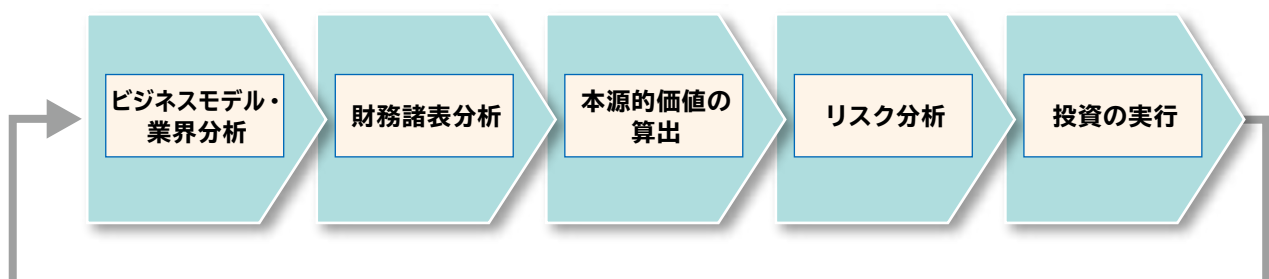 ビジネスモデル・
業界分析
財務諸表分析
本源的価値の
算出
リスク分析
投資の実行